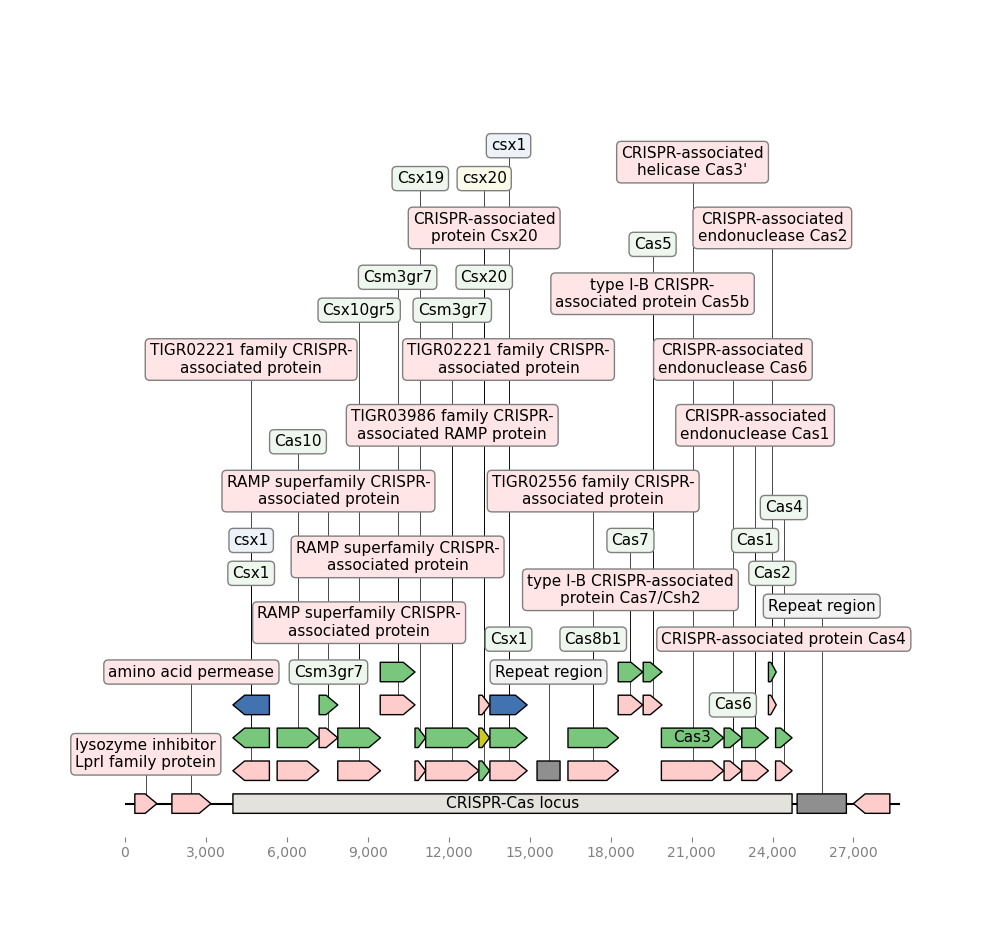 csx1
CRISPR-associated
helicase Cas3'
Csx19
csx20
CRISPR-associated
protein Csx20
CRISPR-associated
endonuclease Cas2
Cas5
Csm3gr7
Csx20
type I-B CRISPR-
associated protein Cas5b
Csx10gr5
Csm3gr7
TIGR02221 family CRISPR-
associated protein
TIGR02221 family CRISPR-
associated protein
CRISPR-associated
endonuclease Cas6
TIGR03986 family CRISPR-
associated RAMP protein
CRISPR-associated
endonuclease Cas1
Cas10
RAMP superfamily CRISPR-
associated protein
TIGR02556 family CRISPR-
associated protein
Cas4
csx1
Cas7
Cas1
RAMP superfamily CRISPR-
associated protein
Csx1
Cas2
type I-B CRISPR-associated
protein Cas7/Csh2
Repeat region
RAMP superfamily CRISPR-
associated protein
Csx1
Cas8b1
CRISPR-associated protein Cas4
amino acid permease
Csm3gr7
Repeat region
Cas6
Cas3
lysozyme inhibitor
LprI family protein
CRISPR-Cas locus
0
3,000
6,000
9,000
12,000
15,000
18,000
21,000
24,000
27,000